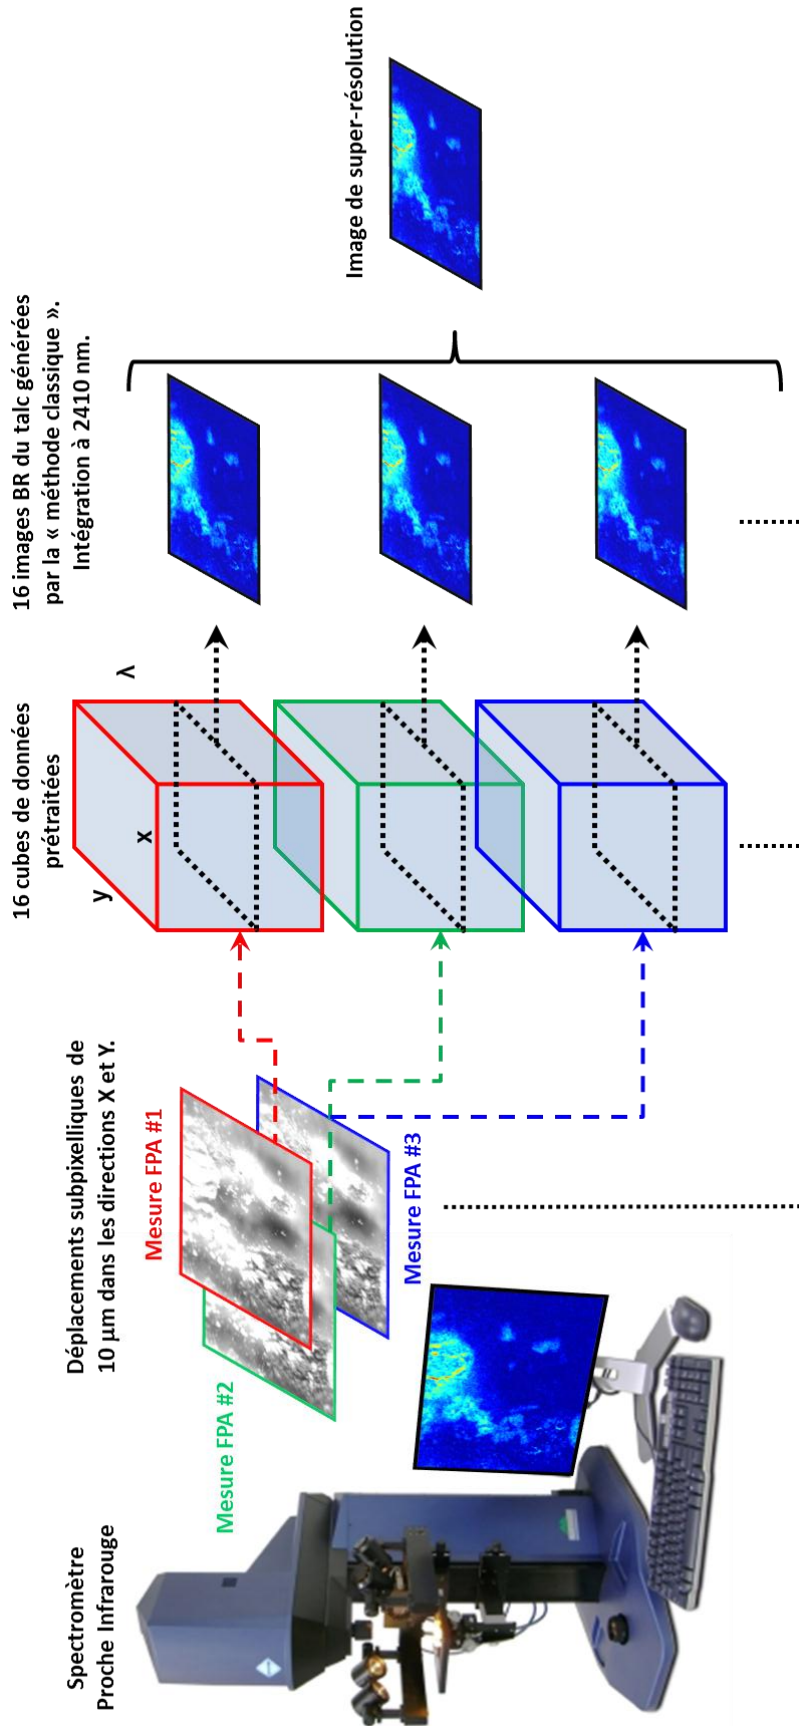 Spectromètre
Proche Infrarouge
Déplacements subpixelliques de
10 µm dans les directions X et Y.
Mesure FPA #1
Mesure FPA #2
Mesure FPA #3
16 cubes de données
prétraitées
y
x
λ
16 images BR du talc générées
par la « méthode classique ».
Intégration à 2410 nm.
Image de super-résolution